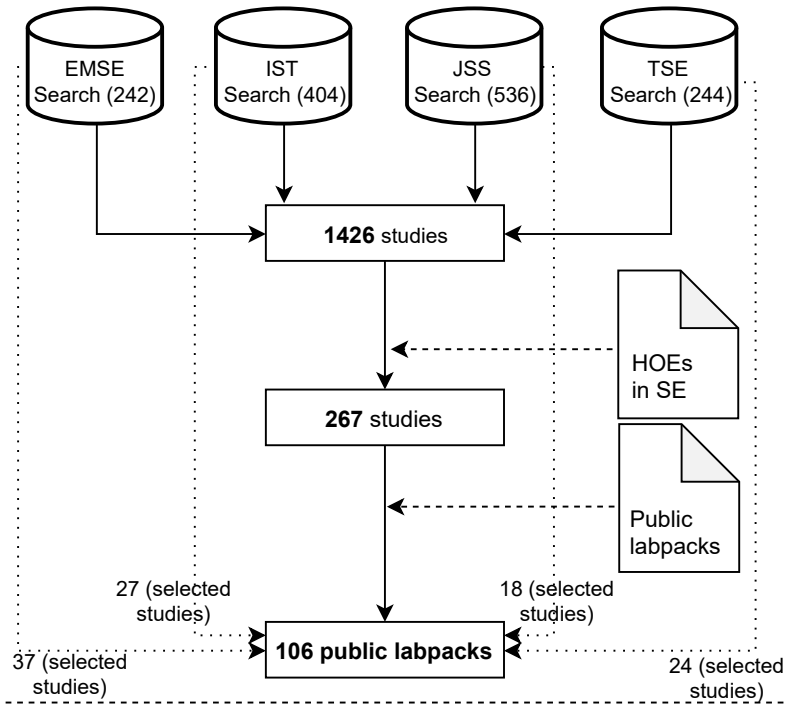 EMSE
Search (242)
IST
Search (404)
JSS
Search (536)
TSE
Search (244)
1426 studies
HOEs
in SE
267 studies
Public
labpacks
27 (selected
studies)
18 (selected
studies)
106 public labpacks
37 (selected
studies)
24 (selected
studies)